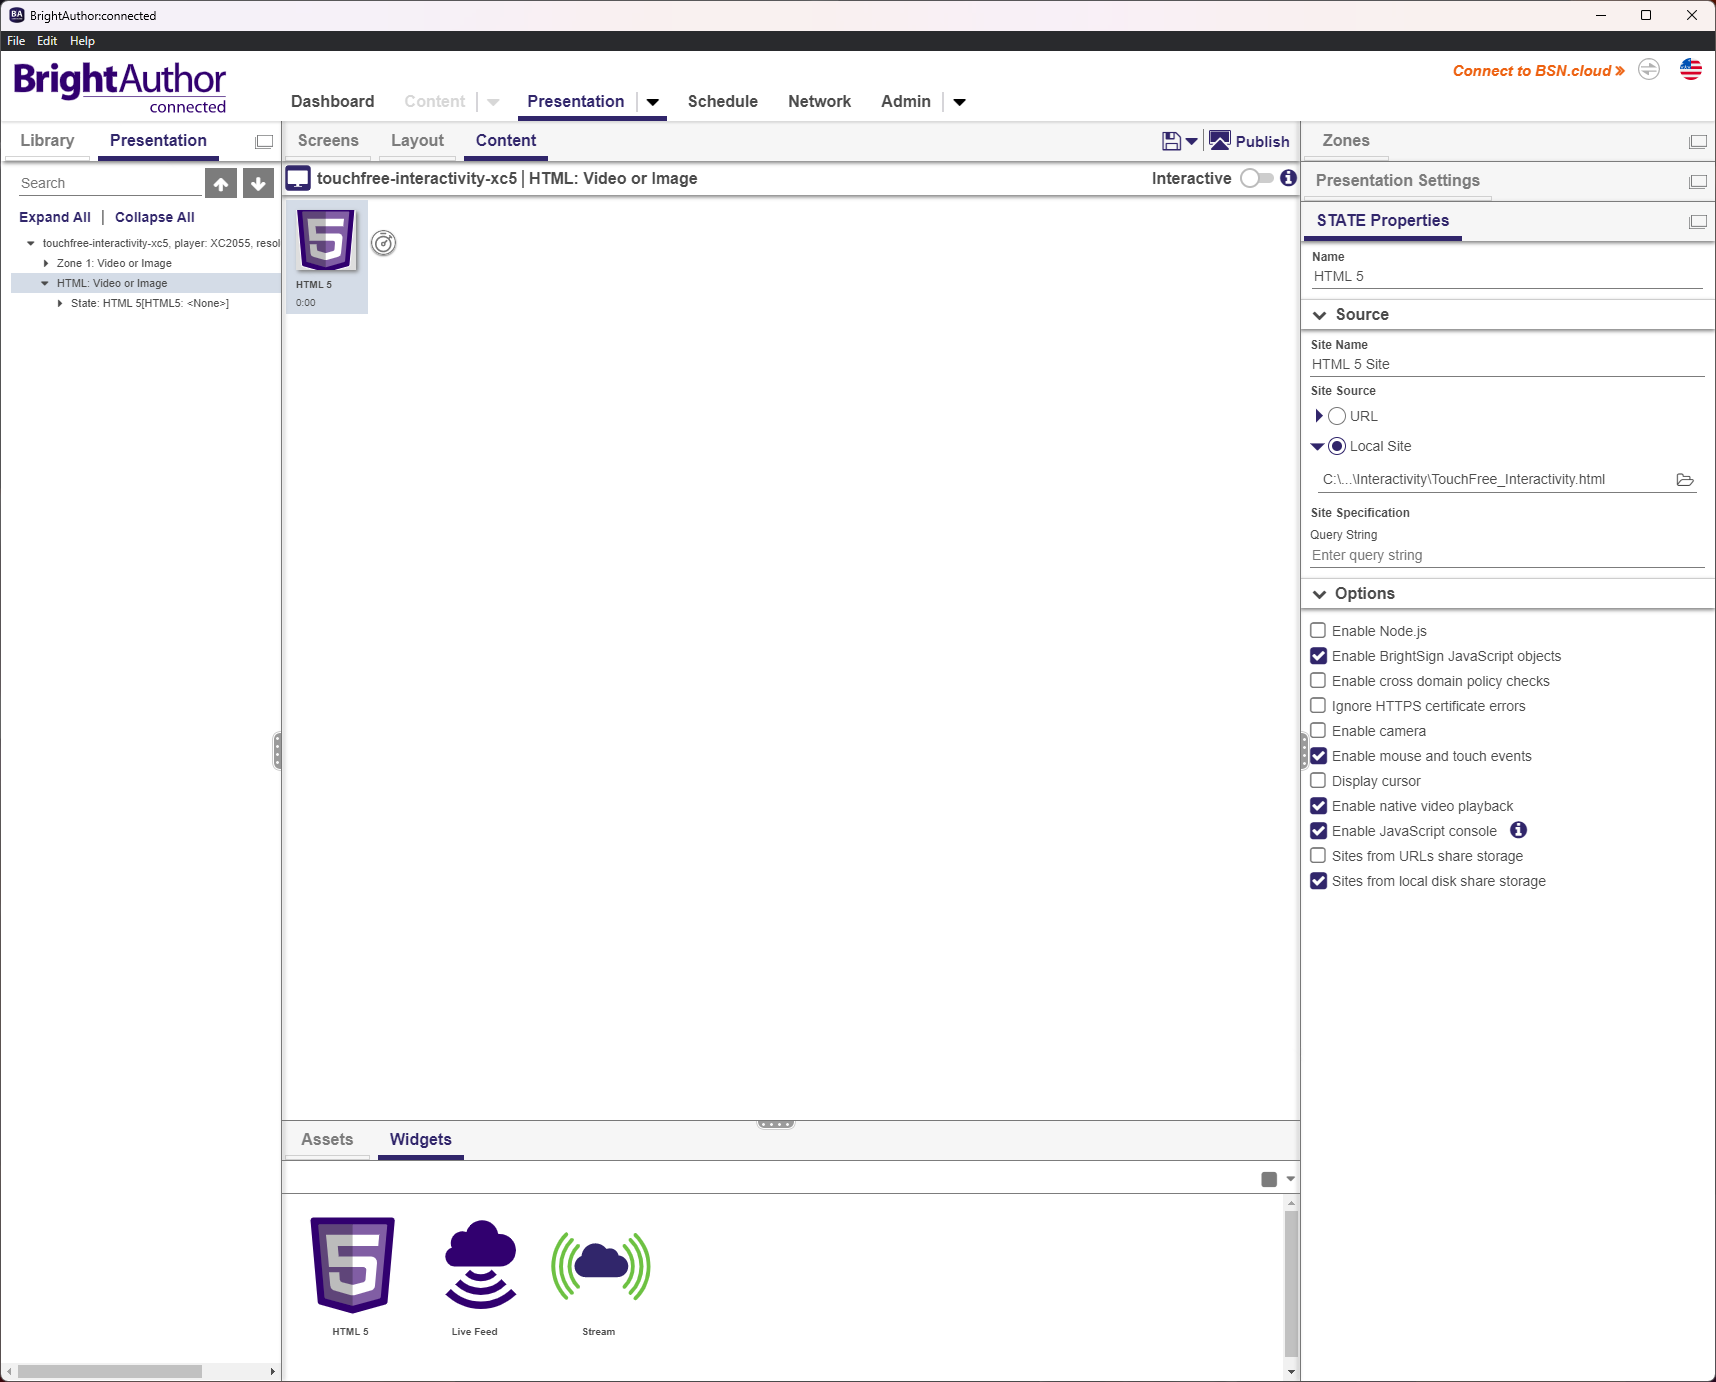 BrightAuthor:connected
File Edit Help
BrightAuthor
connected
Dashboard Content Presentation Schedule Network Admin
Connect to BSN.cloud »
Library Presentation
Screens Layout Content
Publish
Zones
Search
touchfree-interactivity-xc5 | HTML: Video or Image
Interactive
Presentation Settings
Expand All | Collapse All
STATE Properties
touchfree-interactivity-xc5, player: XC2055, resol
Zone 1: Video or Image
HTML: Video or Image
State: HTML 5[HTML5: <None>]
HTML 5
0:00
Name
HTML 5
Source
Site Name
HTML 5 Site
Site Source
URL
Local Site
C:\...\Interactivity\TouchFree_Interactivity.html
Site Specification
Query String
Enter query string
Options
Enable Node.js
Enable BrightSign JavaScript objects
Enable cross domain policy checks
Ignore HTTPS certificate errors
Enable camera
Enable mouse and touch events
Display cursor
Enable native video playback
Enable JavaScript console
Sites from URLs share storage
Sites from local disk share storage
Assets Widgets
HTML 5 Live Feed Stream